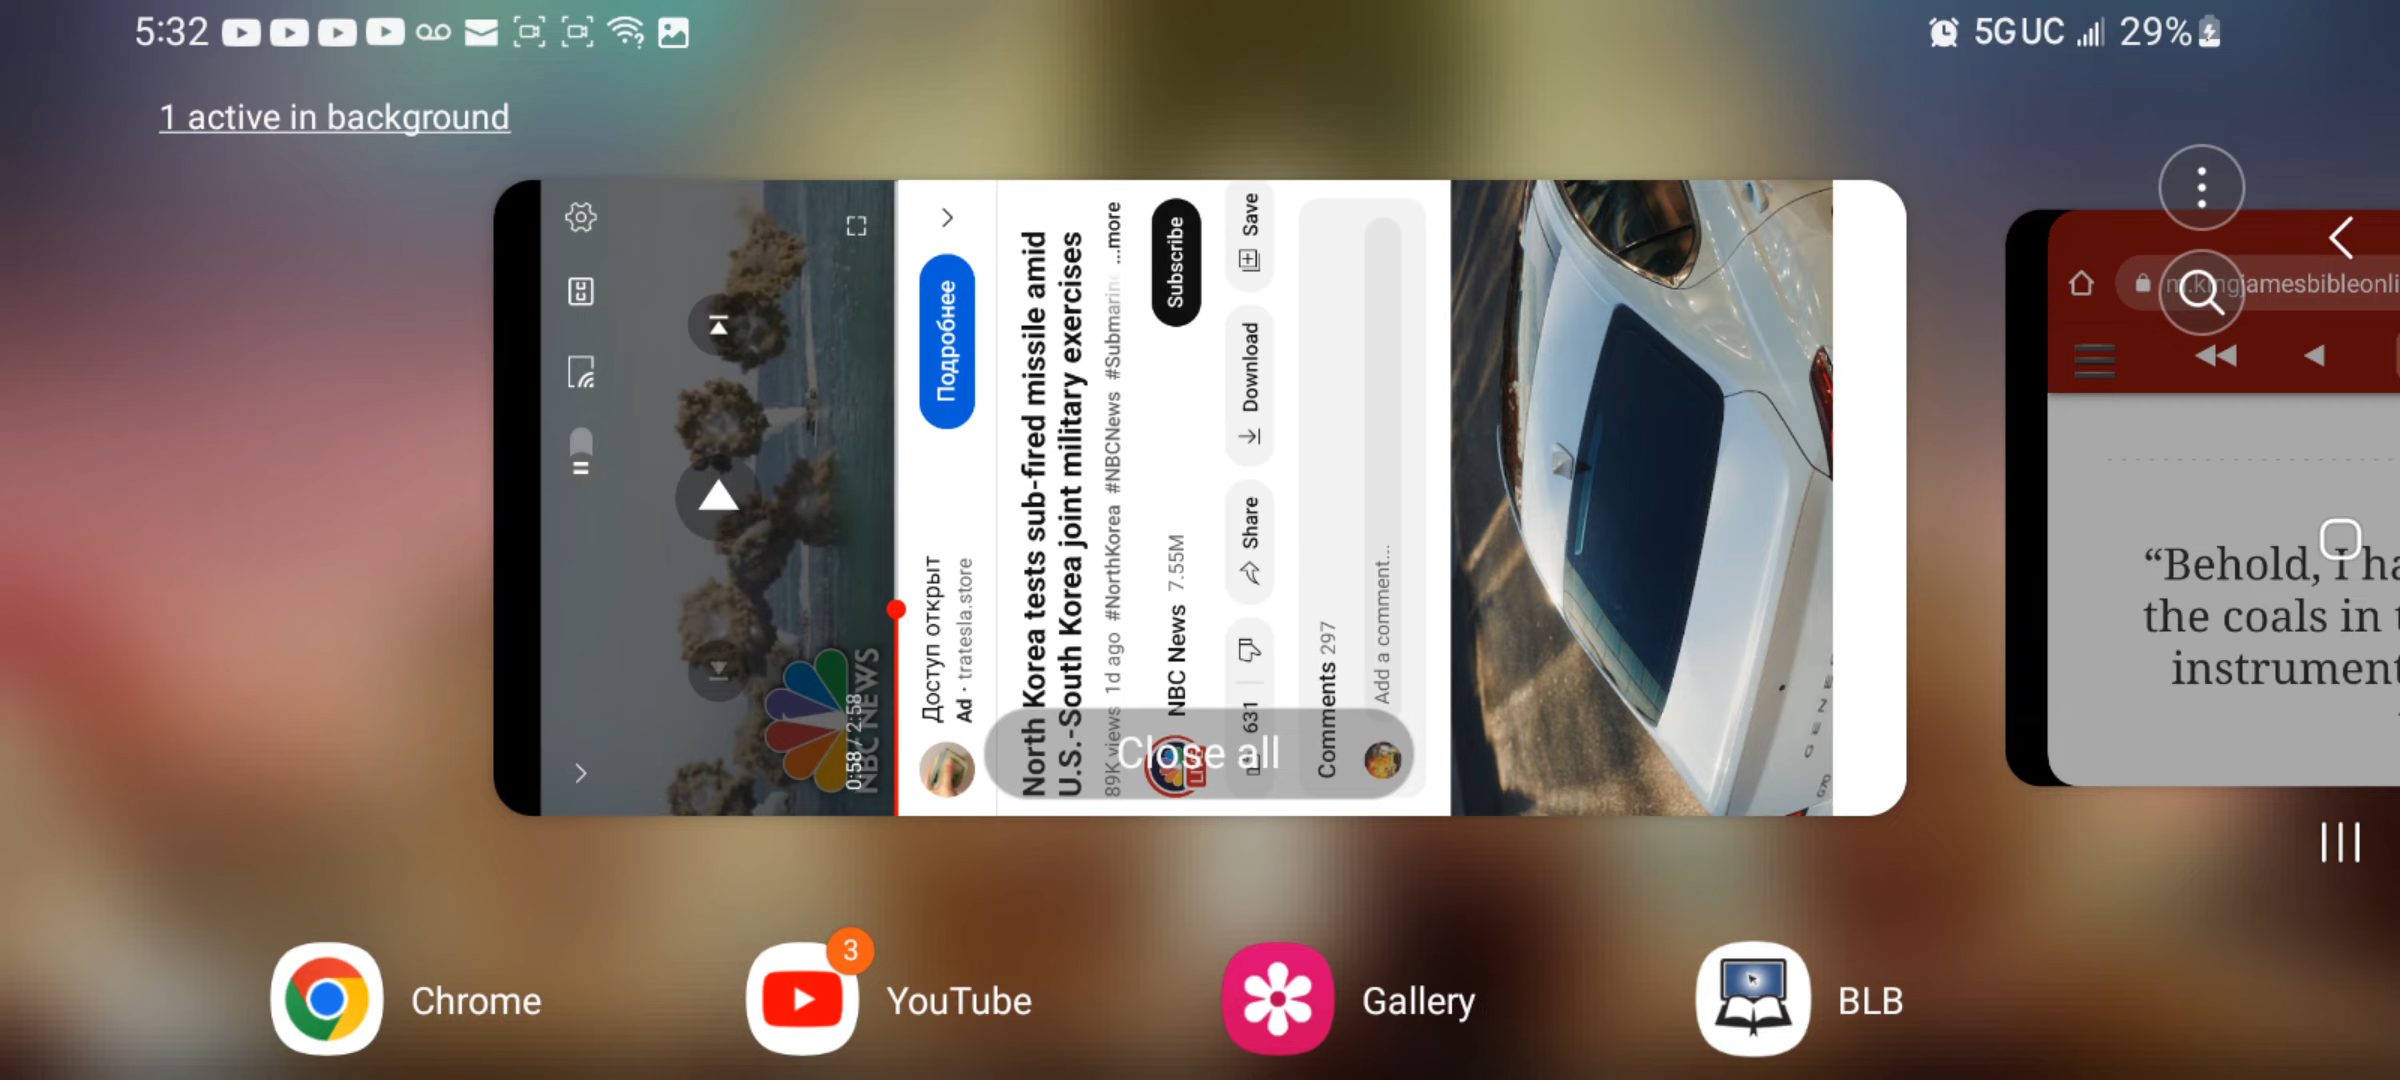 5:32
5G UC 29%
1 active in background
0:58 / 2:58
NBC NEWS
Доступ открыт
Ad · tratesla.store
Подробнее
North Korea tests sub-fired missile amid
U.S.-South Korea joint military exercises
89K views 1d ago #NorthKorea #NBCNews #Submarine ...more
NBC News 7.55M
Subscribe
631
Share
Download
Save
Comments 297
Add a comment...
Close all
m.kingjamesbibleonli
“Behold, I ha
the coals in t
instrument
Chrome
3
YouTube
Gallery
BLB